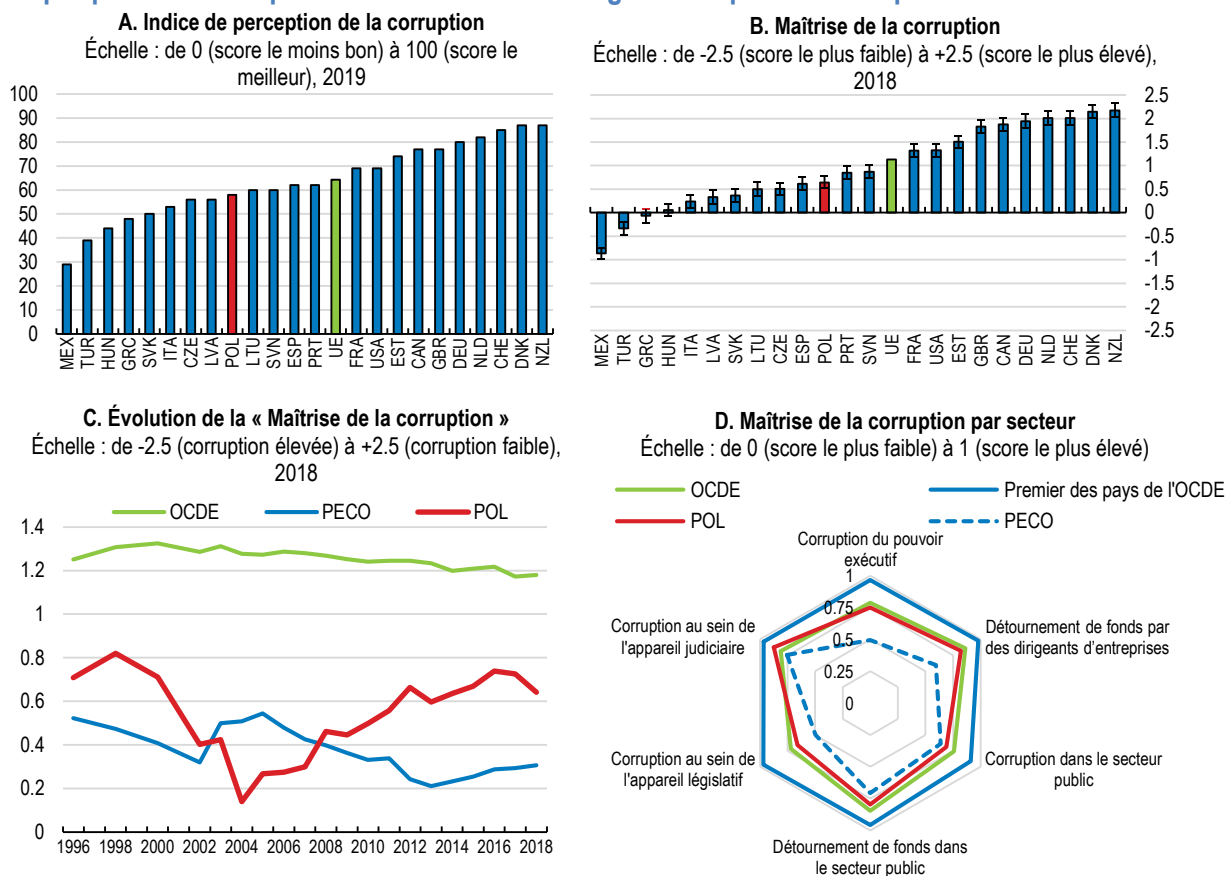 A. Indice de perception de la corruption
Échelle : de 0 (score le moins bon) à 100 (score le
meilleur), 2019
100
90
80
70
60
50
40
30
20
10
0
MEX
TUR
HUN
GRC
SVK
ITA
CZE
LVA
POL
LTU
SVN
ESP
PRT
UE
FRA
USA
EST
CAN
GBR
DEU
NLD
CHE
DNK
NZL
B. Maîtrise de la corruption
Échelle : de -2.5 (score le plus faible) à +2.5 (score le plus élevé),
2018
2.5
2
1.5
1
0.5
0
-0.5
-1
-1.5
-2
-2.5
MEX
TUR
GRC
HUN
ITA
LVA
SVK
LTU
CZE
ESP
POL
PRT
SVN
UE
FRA
USA
EST
GBR
CAN
DEU
NLD
CHE
DNK
NZL
C. Évolution de la « Maîtrise de la corruption »
Échelle : de -2.5 (corruption élevée) à +2.5 (corruption faible),
2018
OCDE
PECO
POL
1.4
1.2
1
0.8
0.6
0.4
0.2
0
1996 1998 2000 2002 2004 2006 2008 2010 2012 2014 2016 2018
D. Maîtrise de la corruption par secteur
Échelle : de 0 (score le plus faible) à 1 (score le plus élevé)
OCDE
Premier des pays de l'OCDE
POL
PECO
Corruption du pouvoir
exécutif
1
0.75
0.5
0.25
0
Détournement de fonds par
des dirigeants d'entreprises
Corruption dans le secteur
public
Détournement de fonds dans
le secteur public
Corruption au sein de
l'appareil législatif
Corruption au sein de
l'appareil judiciaire